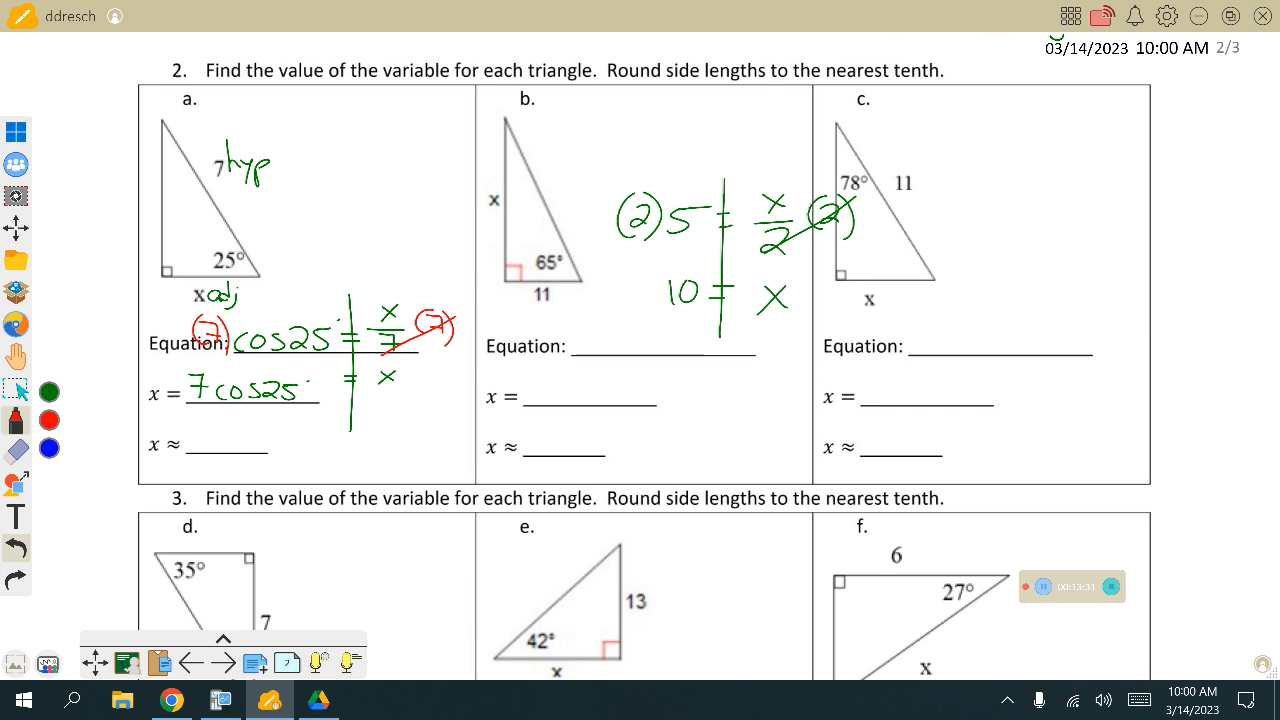 ddresch
03/14/2023 10:00 AM 2/3
2. Find the value of the variable for each triangle. Round side lengths to the nearest tenth.
a.
7 hyp
25°
x adj
(7) cos25° = x/7 (7)
Equation:
x = 7cos25° = x
x ≈
b.
x
65°
11
(2) 5 = x/2 (2)
10 = x
Equation:
x =
x ≈
c.
78°
11
x
Equation:
x =
x ≈
3. Find the value of the variable for each triangle. Round side lengths to the nearest tenth.
d.
35°
7
e.
13
42°
x
f.
6
27°
x
00:13:31
T
2
10:00 AM
3/14/2023